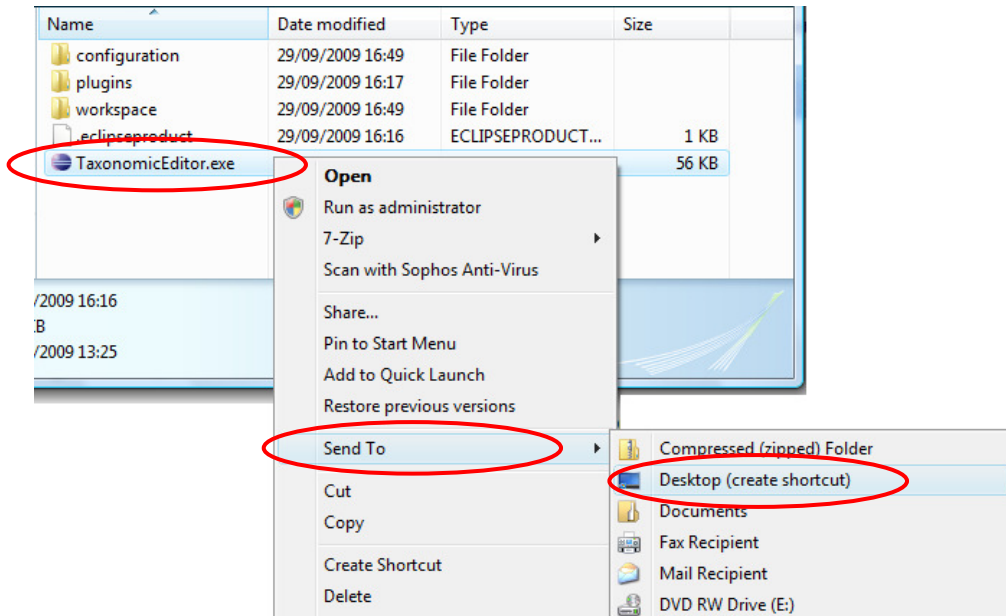 Name Date modified Type Size
configuration 29/09/2009 16:49 File Folder
plugins 29/09/2009 16:17 File Folder
workspace 29/09/2009 16:49 File Folder
.eclipseproduct 29/09/2009 16:16 ECLIPSEPRODUCT... 1 KB
TaxonomicEditor.exe 56 KB
Open
Run as administrator
7-Zip
Scan with Sophos Anti-Virus
/2009 16:16
KB
/2009 13:25
Share...
Pin to Start Menu
Add to Quick Launch
Restore previous versions
Send To
Cut
Copy
Create Shortcut
Delete
Compressed (zipped) Folder
Desktop (create shortcut)
Documents
Fax Recipient
Mail Recipient
DVD RW Drive (E:)